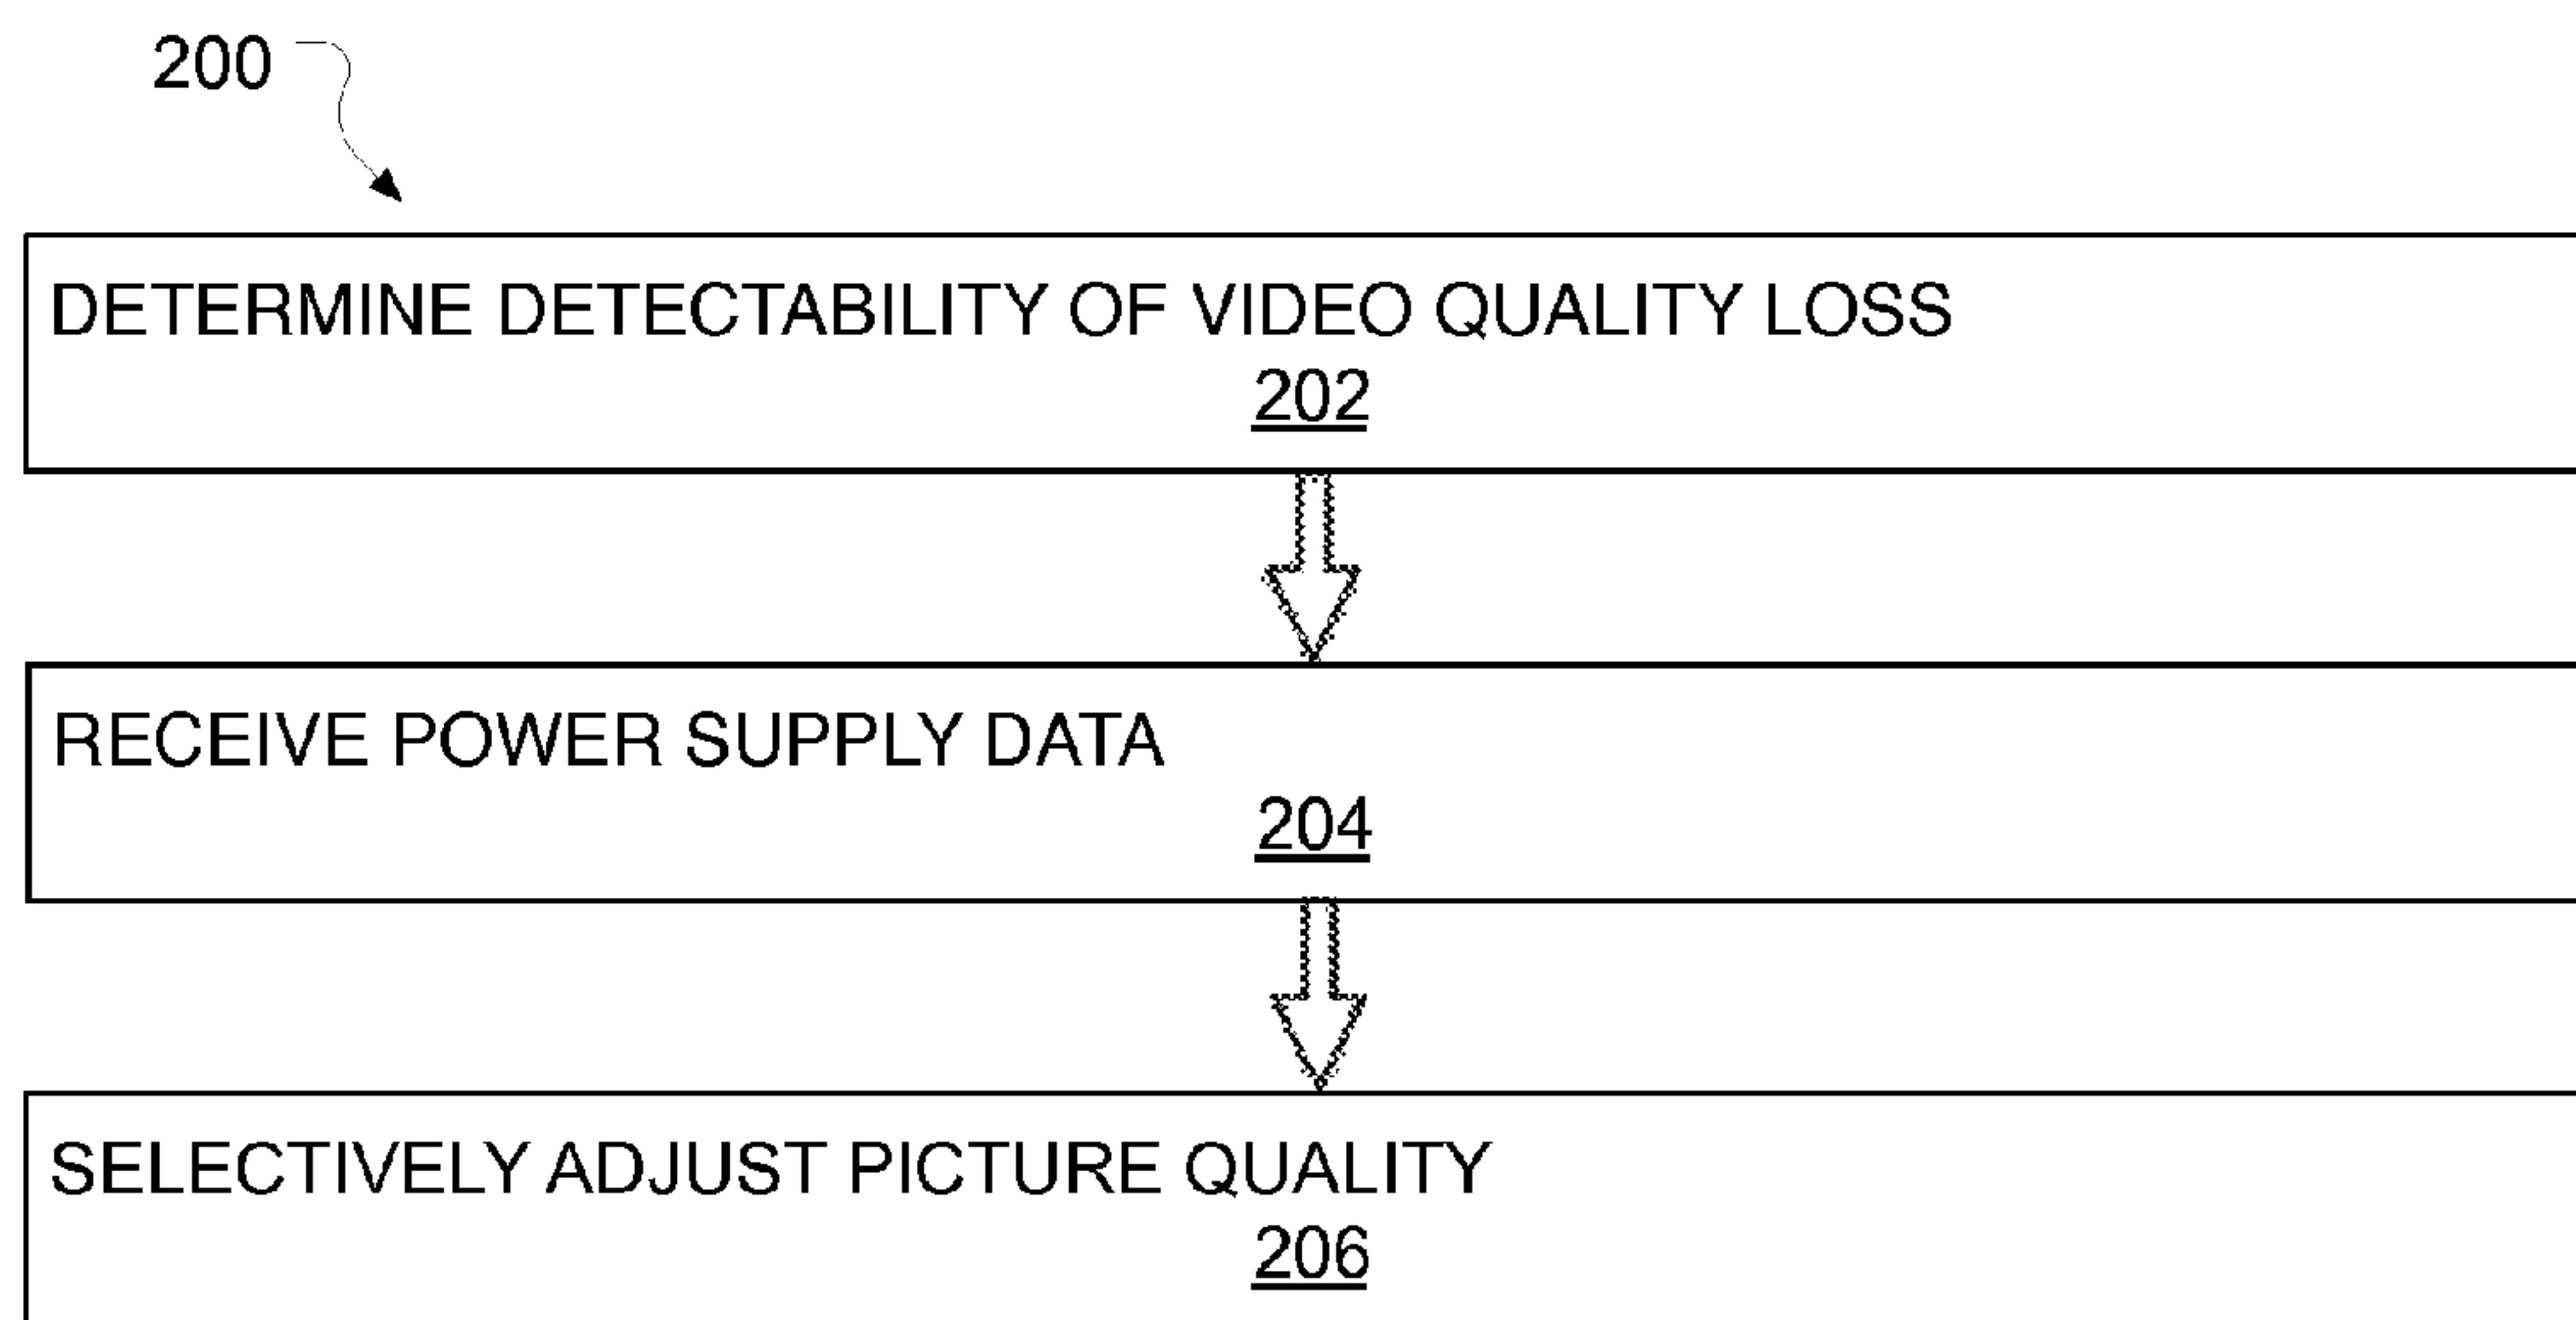 200
DETERMINE DETECTABILITY OF VIDEO QUALITY LOSS
202
RECEIVE POWER SUPPLY DATA
204
SELECTIVELY ADJUST PICTURE QUALITY
206